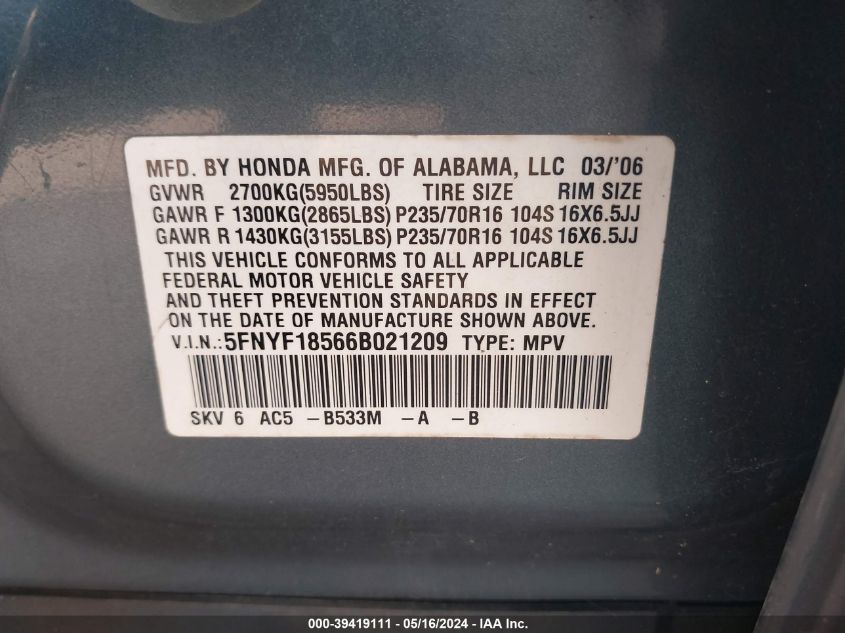 MFD. BY HONDA MFG. OF ALABAMA, LLC 03/'06
GVWR 2700KG(5950LBS) TIRE SIZE RIM SIZE
GAWR F 1300KG(2865LBS) P235/70R16 104S 16X6.5JJ
GAWR R 1430KG(3155LBS) P235/70R16 104S 16X6.5JJ
THIS VEHICLE CONFORMS TO ALL APPLICABLE
FEDERAL MOTOR VEHICLE SAFETY
AND THEFT PREVENTION STANDARDS IN EFFECT
ON THE DATE OF MANUFACTURE SHOWN ABOVE.
V.I.N.: 5FNYF18566B021209 TYPE: MPV
SKV 6 AC5 -B533M -A -B
000-39419111 - 05/16/2024 - IAA Inc.